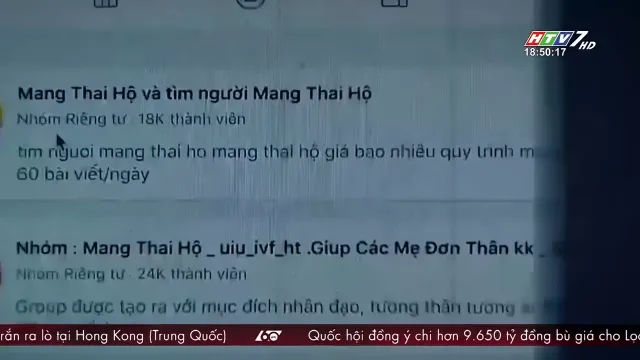 HTV7 HD
18:50:17
Mang Thai Hộ và tìm người Mang Thai Hộ
Nhóm Riêng tư · 18K thành viên
tìm nguoi mang thai ho mang thai hộ giá bao nhiêu quy trình
60 bài viết/ngày
Nhóm : Mang Thai Hộ _ uiu_ivf_ht .Giup Các Mẹ Đơn Thân kk _
Nhóm Riêng tư · 24K thành viên
Group được tạo ra với mục đích nhân đạo, tương thân tương
rắn ra lò tại Hong Kong (Trung Quốc) 60 Quốc hội đồng ý chi hơn 9.650 tỷ đồng bù giá cho Lọ